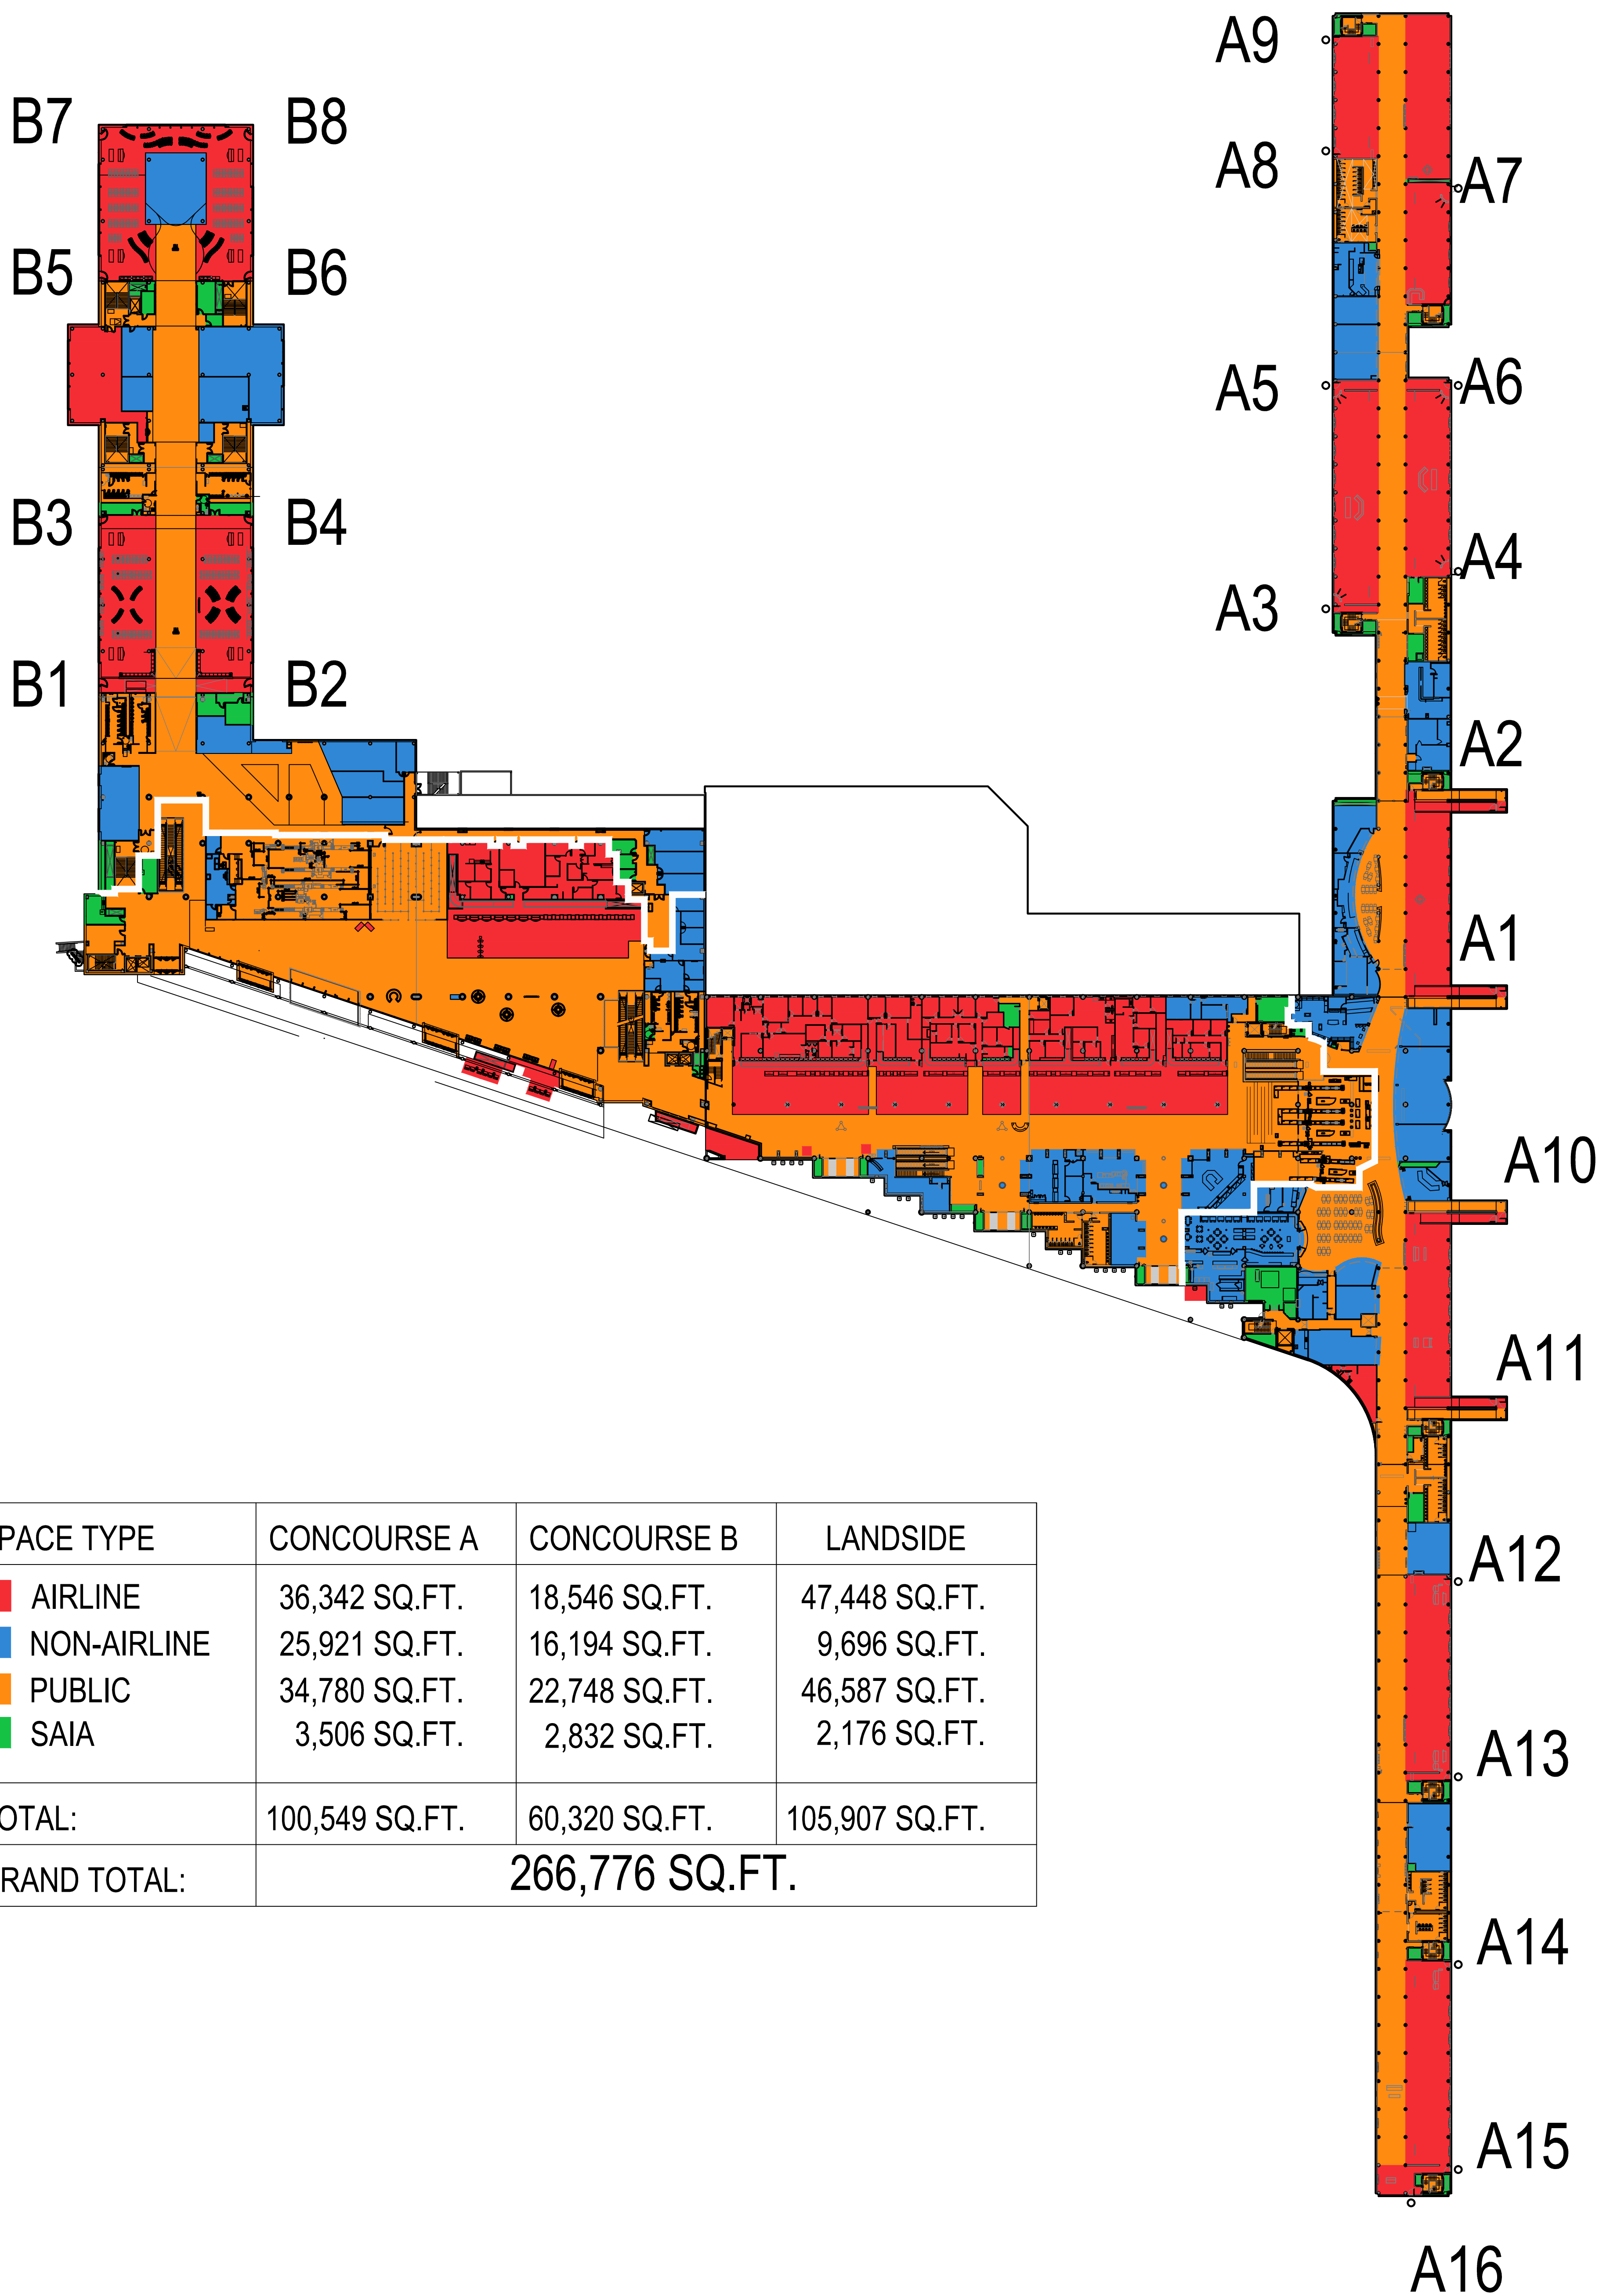 A9
B7 B8
A8
A7
B5 B6
A5 A6
B3 B4
A4
A3
B1 B2
A2
A1
A10
A11
PACE TYPE CONCOURSE A CONCOURSE B LANDSIDE
A12
AIRLINE 36,342 SQ.FT. 18,546 SQ.FT. 47,448 SQ.FT.
NON-AIRLINE 25,921 SQ.FT. 16,194 SQ.FT. 9,696 SQ.FT.
PUBLIC 34,780 SQ.FT. 22,748 SQ.FT. 46,587 SQ.FT.
SAIA 3,506 SQ.FT. 2,832 SQ.FT. 2,176 SQ.FT.
A13
OTAL: 100,549 SQ.FT. 60,320 SQ.FT. 105,907 SQ.FT.
RAND TOTAL: 266,776 SQ.FT.
A14
A15
A16